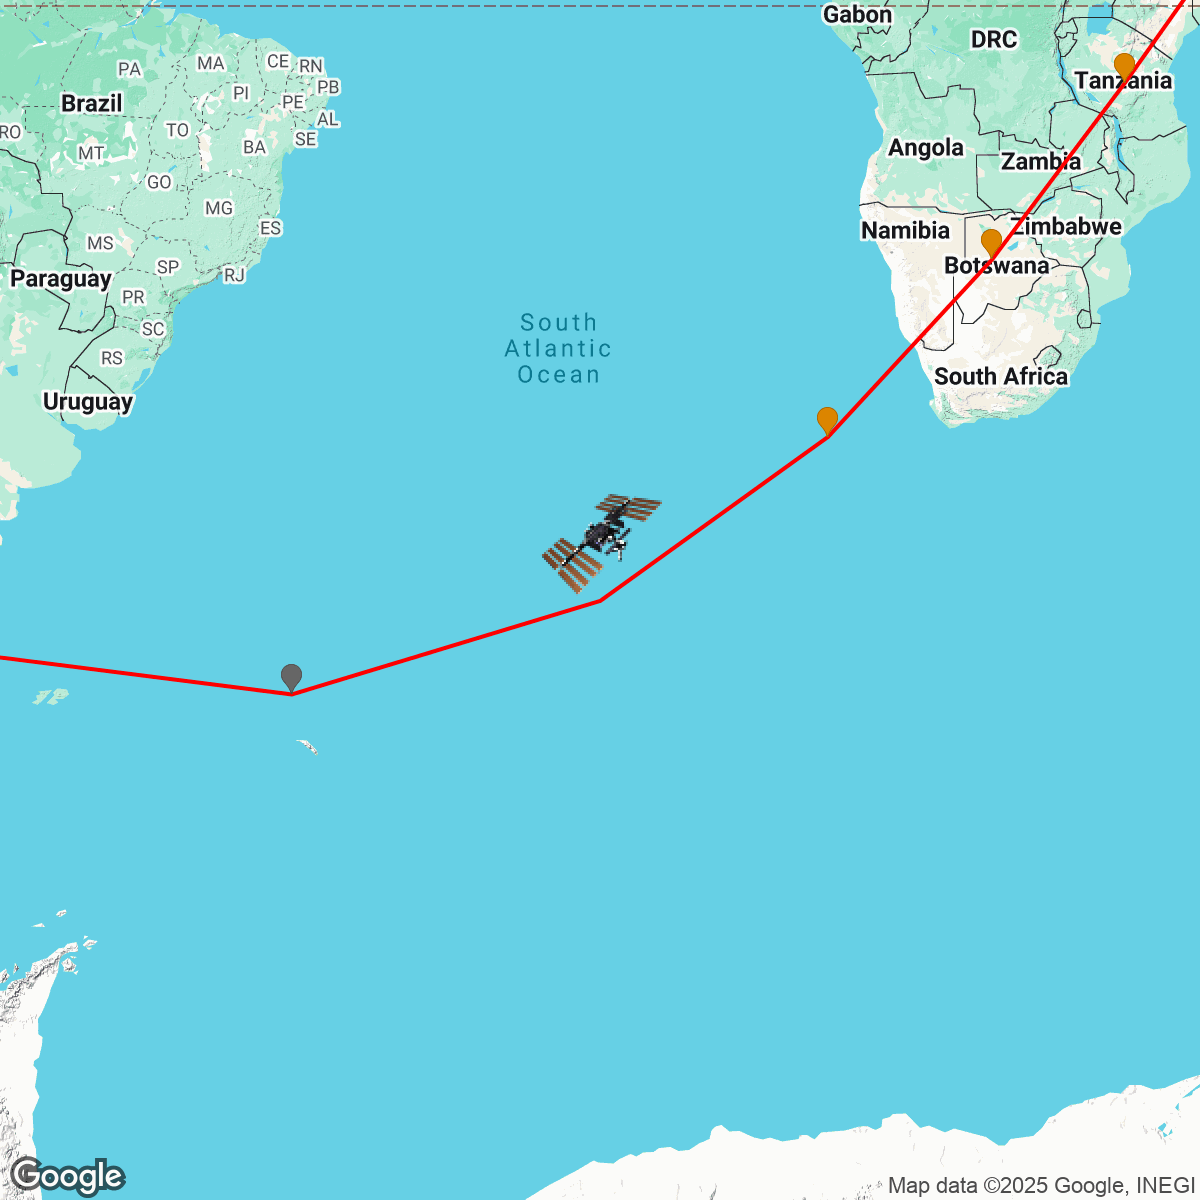 Gabon
DRC
Tanzania
Brazil
PA
MA
CE
RN
PB
PI
PE
AL
RO
TO
SE
MT
BA
Angola
Zambia
GO
MG
ES
Namibia
Zimbabwe
MS
SP
RJ
Botswana
Paraguay
PR
SC
RS
South
Atlantic
Ocean
South Africa
Uruguay
Google
Map data ©2025 Google, INEGI